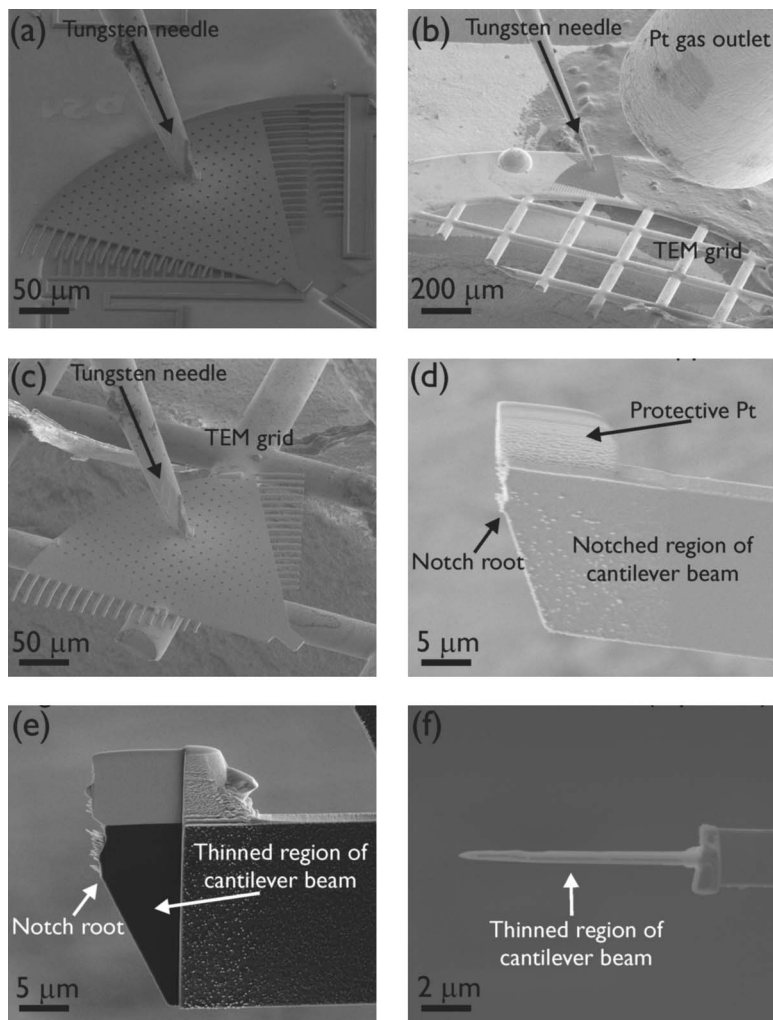 (a)
Tungsten needle
50 μm
(b)
Tungsten needle
Pt gas outlet
TEM grid
200 μm
(c)
Tungsten needle
TEM grid
50 μm
(d)
Protective Pt
Notch root
Notched region of
cantilever beam
5 μm
(e)
Thinned region of
cantilever beam
Notch root
5 μm
(f)
Thinned region of
cantilever beam
2 μm